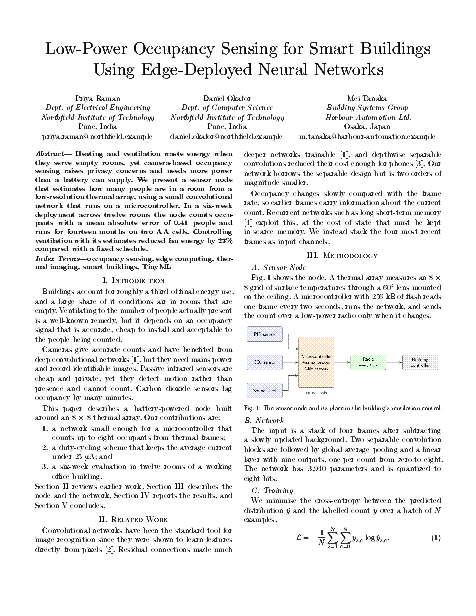 Low-Power Occupancy Sensing for Smart Buildings
Using Edge-Deployed Neural Networks
Priya Raman
Dept. of Electrical Engineering
Northfield Institute of Technology
Pune, India
priya.raman@northfield.example
Daniel Okafor
Dept. of Computer Science
Northfield Institute of Technology
Pune, India
daniel.okafor@northfield.example
Mei Tanaka
Building Systems Group
Harbour Automation Ltd.
Osaka, Japan
m.tanaka@harbour-automation.example
Abstract— Heating and ventilation waste energy when
they serve empty rooms, yet camera-based occupancy
sensing raises privacy concerns and needs more power
than a battery can supply. We present a sensor node
that estimates how many people are in a room from a
low-resolution thermal array, using a small convolutional
network that runs on a microcontroller. In a six-week
deployment across twelve rooms the node counts occu-
pants with a mean absolute error of 0.41 people and
runs for fourteen months on two AA cells. Controlling
ventilation with its estimates reduced fan energy by 23%
compared with a fixed schedule.
Index Terms—occupancy sensing, edge computing, ther-
mal imaging, smart buildings, TinyML
I. Introduction
Buildings account for roughly a third of final energy use,
and a large share of it conditions air in rooms that are
empty. Ventilating to the number of people actually present
is a well-known remedy, but it depends on an occupancy
signal that is accurate, cheap to install and acceptable to
the people being counted.
Cameras give accurate counts and have benefited from
deep convolutional networks [1], but they need mains power
and record identifiable images. Passive infrared sensors are
cheap and private, yet they detect motion rather than
presence and cannot count. Carbon dioxide sensors lag
occupancy by many minutes.
This paper describes a battery-powered node built
around an 8 × 8 thermal array. Our contributions are:
1. a network small enough for a microcontroller that
counts up to eight occupants from thermal frames;
2. a duty-cycling scheme that keeps the average current
under 25 µA; and
3. a six-week evaluation in twelve rooms of a working
office building.
Section II reviews earlier work, Section III describes the
node and the network, Section IV reports the results, and
Section V concludes.
II. Related Work
Convolutional networks have been the standard tool for
image recognition since they were shown to learn features
directly from pixels [2]. Residual connections made much
deeper networks trainable [1], and depthwise separable
convolutions reduced their cost enough for phones [3]. Our
network borrows the separable design but is two orders of
magnitude smaller.
Occupancy changes slowly compared with the frame
rate, so earlier frames carry information about the current
count. Recurrent networks such as long short-term memory
[4] exploit this, at the cost of state that must be kept
in scarce memory. We instead stack the four most recent
frames as input channels.
III. Methodology
A. Sensor Node
Fig. 1 shows the node. A thermal array measures an 8 ×
8 grid of surface temperatures through a 60° lens mounted
on the ceiling. A microcontroller with 256 kB of flash reads
one frame every two seconds, runs the network, and sends
the count over a low-power radio only when it changes.
Radio
Building
controller
Fig. 1: The sensor node and its place in the building's ventilation control.
B. Network
The input is a stack of four frames after subtracting
a slowly updated background. Two separable convolution
blocks are followed by global average pooling and a linear
layer with nine outputs, one per count from zero to eight.
The network has 3,940 parameters and is quantized to
eight bits.
C. Training
We minimise the cross-entropy between the predicted
distribution ŷ and the labelled count y over a batch of N
examples,
(1)